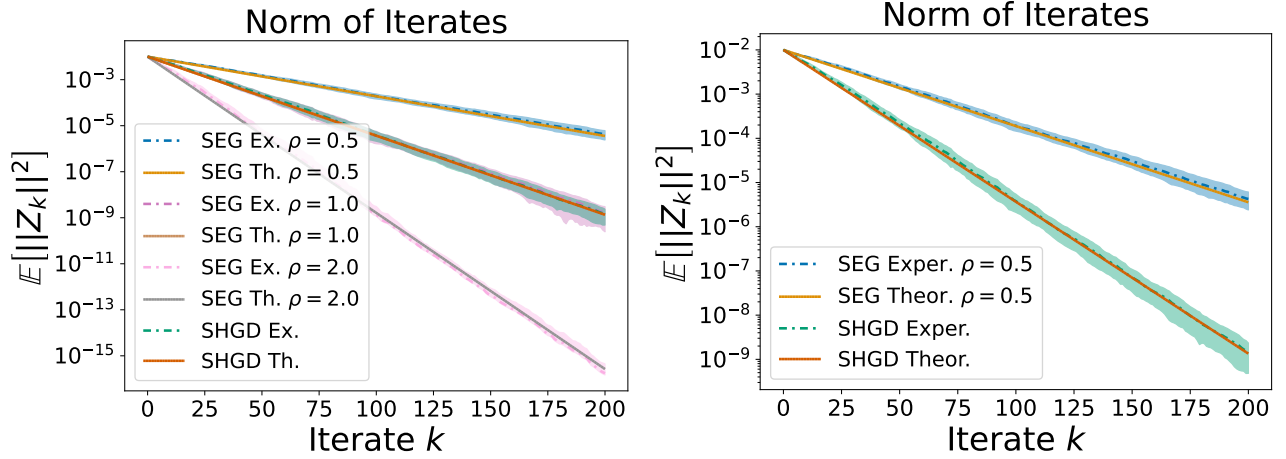 Norm of Iterates
𝔼[||Z_k||²]
10⁻³
10⁻⁵
10⁻⁷
10⁻⁹
10⁻¹¹
10⁻¹³
10⁻¹⁵
SEG Ex. ρ = 0.5
SEG Th. ρ = 0.5
SEG Ex. ρ = 1.0
SEG Th. ρ = 1.0
SEG Ex. ρ = 2.0
SEG Th. ρ = 2.0
SHGD Ex.
SHGD Th.
0 25 50 75 100 125 150 175 200
Iterate k
Norm of Iterates
𝔼[||Z_k||²]
10⁻²
10⁻³
10⁻⁴
10⁻⁵
10⁻⁶
10⁻⁷
10⁻⁸
10⁻⁹
SEG Exper. ρ = 0.5
SEG Theor. ρ = 0.5
SHGD Exper.
SHGD Theor.
0 25 50 75 100 125 150 175 200
Iterate k